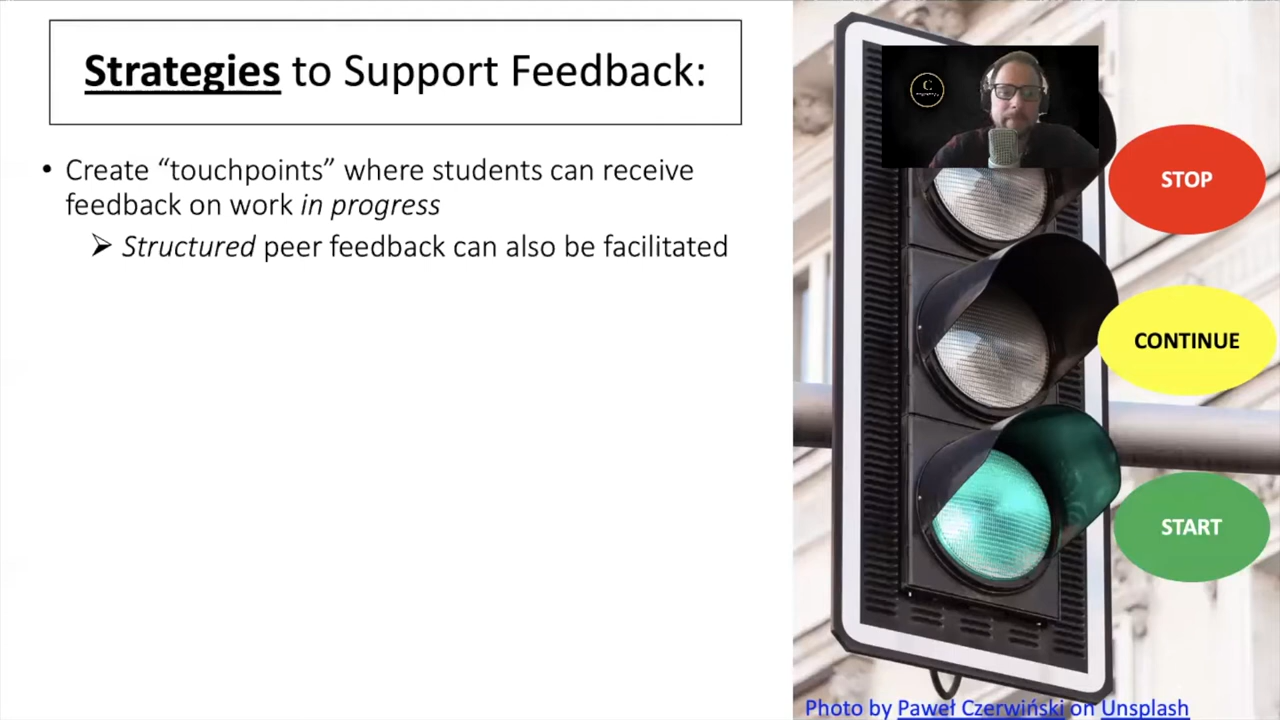 Strategies to Support Feedback:
• Create “touchpoints” where students can receive
feedback on work in progress
➢ Structured peer feedback can also be facilitated
STOP
CONTINUE
START
Photo by Paweł Czerwiński on Unsplash